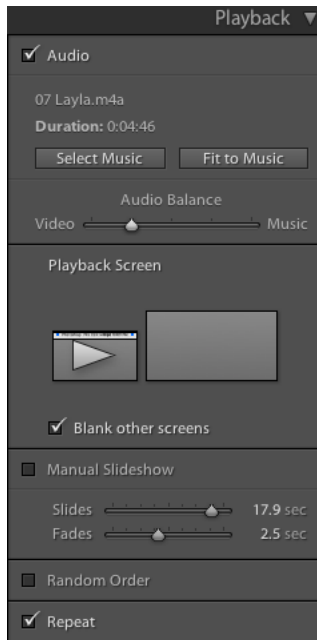 Playback
Audio
07 Layla.m4a
Duration: 0:04:46
Select Music Fit to Music
Audio Balance
Video Music
Playback Screen
Blank other screens
Manual Slideshow
Slides 17.9 sec
Fades 2.5 sec
Random Order
Repeat